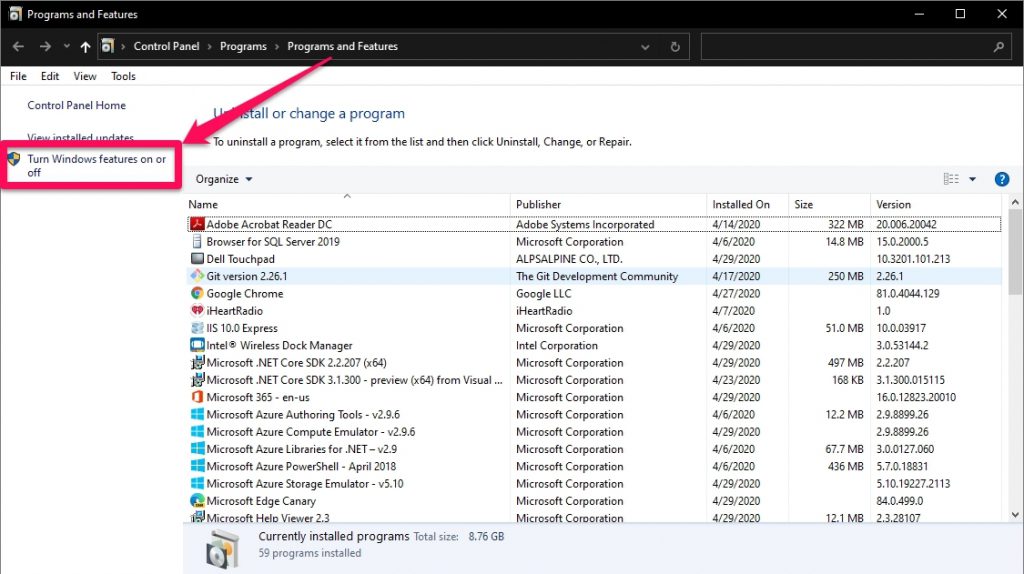 Programs and Features
Control Panel > Programs > Programs and Features
File Edit View Tools
Control Panel Home
View installed updates
Turn Windows features on or
off
Uninstall or change a program
To uninstall a program, select it from the list and then click Uninstall, Change, or Repair.
Organize
Name Publisher Installed On Size Version
Adobe Acrobat Reader DC Adobe Systems Incorporated 4/14/2020 322 MB 20.006.20042
Browser for SQL Server 2019 Microsoft Corporation 4/6/2020 14.8 MB 15.0.2000.5
Dell Touchpad ALPSALPINE CO., LTD. 4/29/2020 10.3201.101.213
Git version 2.26.1 The Git Development Community 4/17/2020 250 MB 2.26.1
Google Chrome Google LLC 4/27/2020 81.0.4044.129
iHeartRadio iHeartRadio 4/7/2020 1.0
IIS 10.0 Express Microsoft Corporation 4/6/2020 51.0 MB 10.0.03917
Intel® Wireless Dock Manager Intel Corporation 4/29/2020 3.0.53144.2
Microsoft .NET Core SDK 2.2.207 (x64) Microsoft Corporation 4/29/2020 497 MB 2.2.207
Microsoft .NET Core SDK 3.1.300 - preview (x64) from Visual ... Microsoft Corporation 4/23/2020 168 KB 3.1.300.015115
Microsoft 365 - en-us Microsoft Corporation 4/29/2020 16.0.12823.20010
Microsoft Azure Authoring Tools - v2.9.6 Microsoft Corporation 4/6/2020 12.2 MB 2.9.8899.26
Microsoft Azure Compute Emulator - v2.9.6 Microsoft Corporation 4/29/2020 2.9.8899.26
Microsoft Azure Libraries for .NET – v2.9 Microsoft Corporation 4/6/2020 67.7 MB 3.0.0127.060
Microsoft Azure PowerShell - April 2018 Microsoft Corporation 4/6/2020 436 MB 5.7.0.18831
Microsoft Azure Storage Emulator - v5.10 Microsoft Corporation 4/29/2020 5.10.19227.2113
Microsoft Edge Canary Microsoft Corporation 4/29/2020 84.0.499.0
Microsoft Help Viewer 2.3 Microsoft Corporation 4/29/2020 12.1 MB 2.3.28107
Currently installed programs Total size: 8.76 GB
59 programs installed